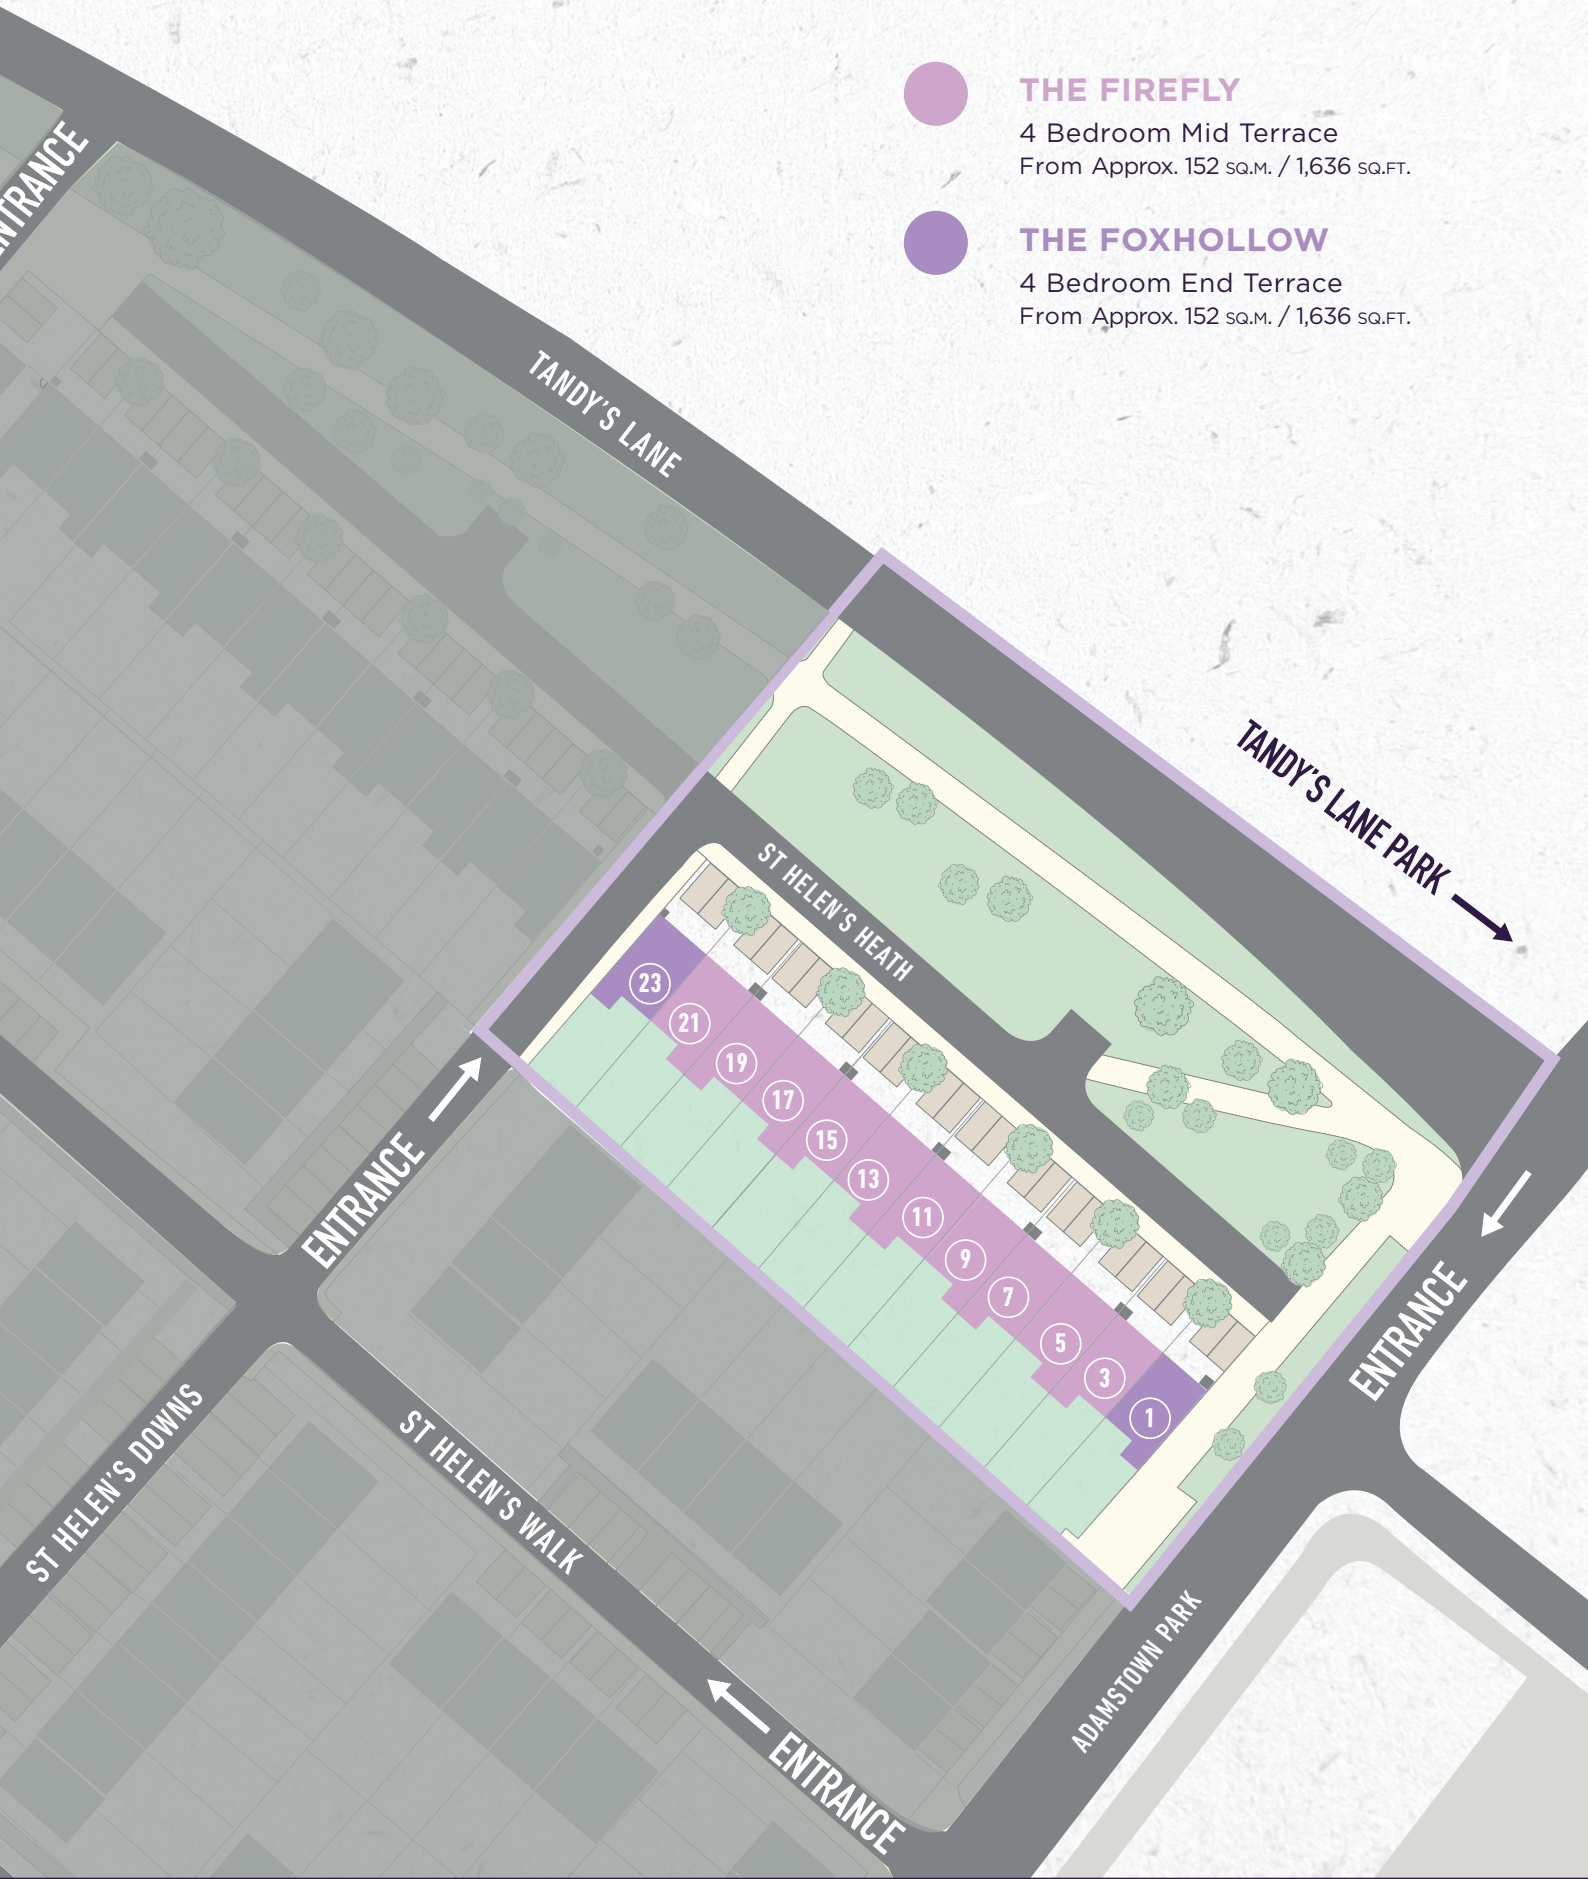 THE FIREFLY
4 Bedroom Mid Terrace
From Approx. 152 SQ.M. / 1,636 SQ.FT.
THE FOXHOLLOW
4 Bedroom End Terrace
From Approx. 152 SQ.M. / 1,636 SQ.FT.
ENTRANCE
TANDY'S LANE
TANDY'S LANE PARK
ST HELEN'S HEATH
23
21
19
17
15
13
11
9
7
5
3
1
ENTRANCE
ENTRANCE
ST HELEN'S DOWNS
ST HELEN'S WALK
ADAMSTOWN PARK
ENTRANCE